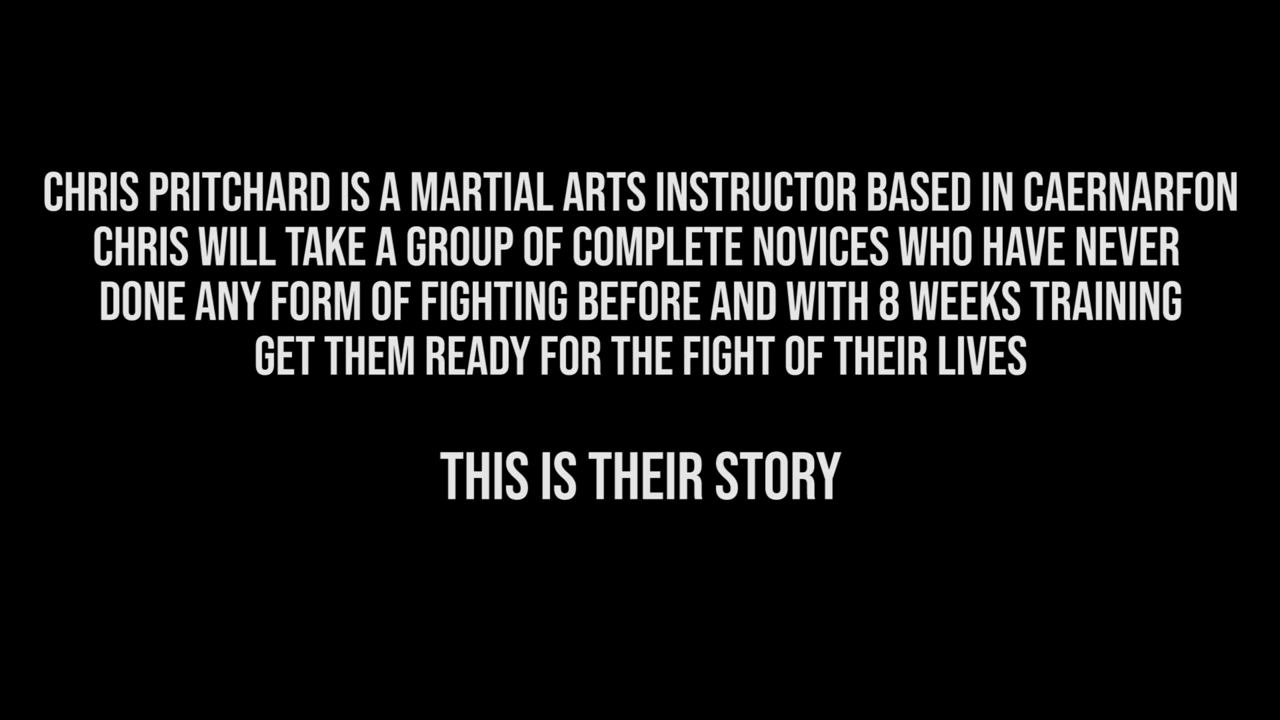 CHRIS PRITCHARD IS A MARTIAL ARTS INSTRUCTOR BASED IN CAERNARFON
CHRIS WILL TAKE A GROUP OF COMPLETE NOVICES WHO HAVE NEVER
DONE ANY FORM OF FIGHTING BEFORE AND WITH 8 WEEKS TRAINING
GET THEM READY FOR THE FIGHT OF THEIR LIVES
THIS IS THEIR STORY